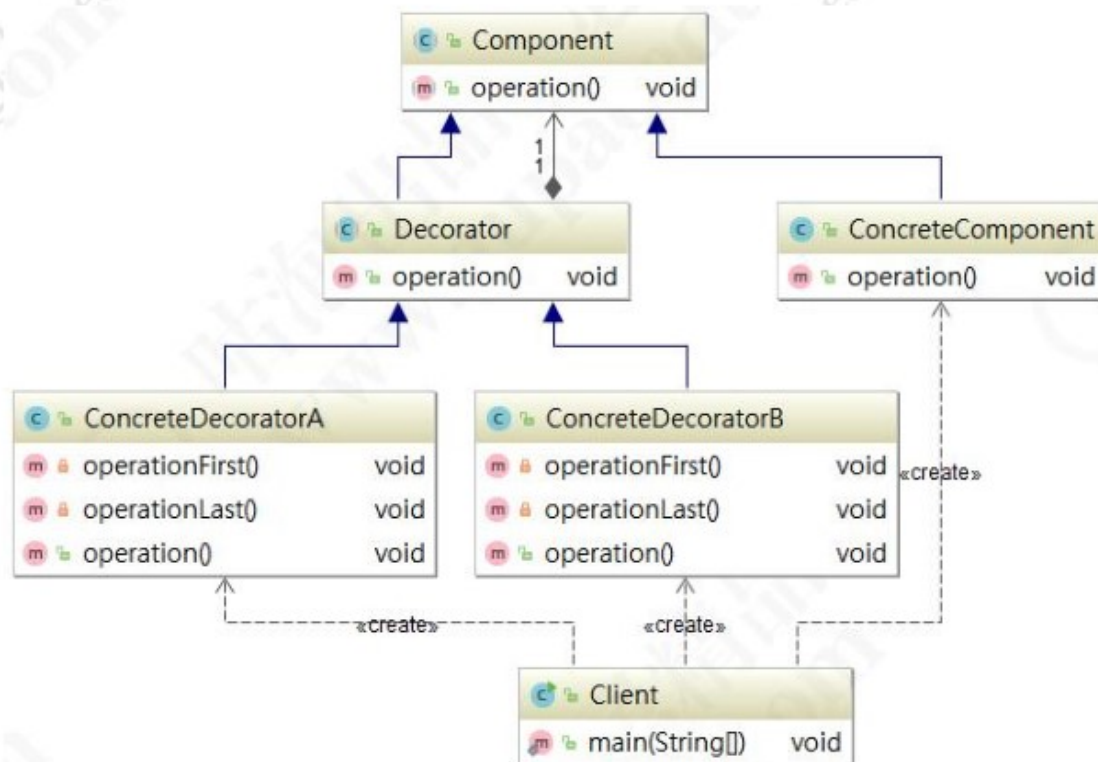 Component
operation() void
1
1
Decorator
operation() void
ConcreteComponent
operation() void
ConcreteDecoratorA
operationFirst() void
operationLast() void
operation() void
ConcreteDecoratorB
operationFirst() void
operationLast() void
operation() void
«create»
«create»
«create»
Client
main(String[]) void